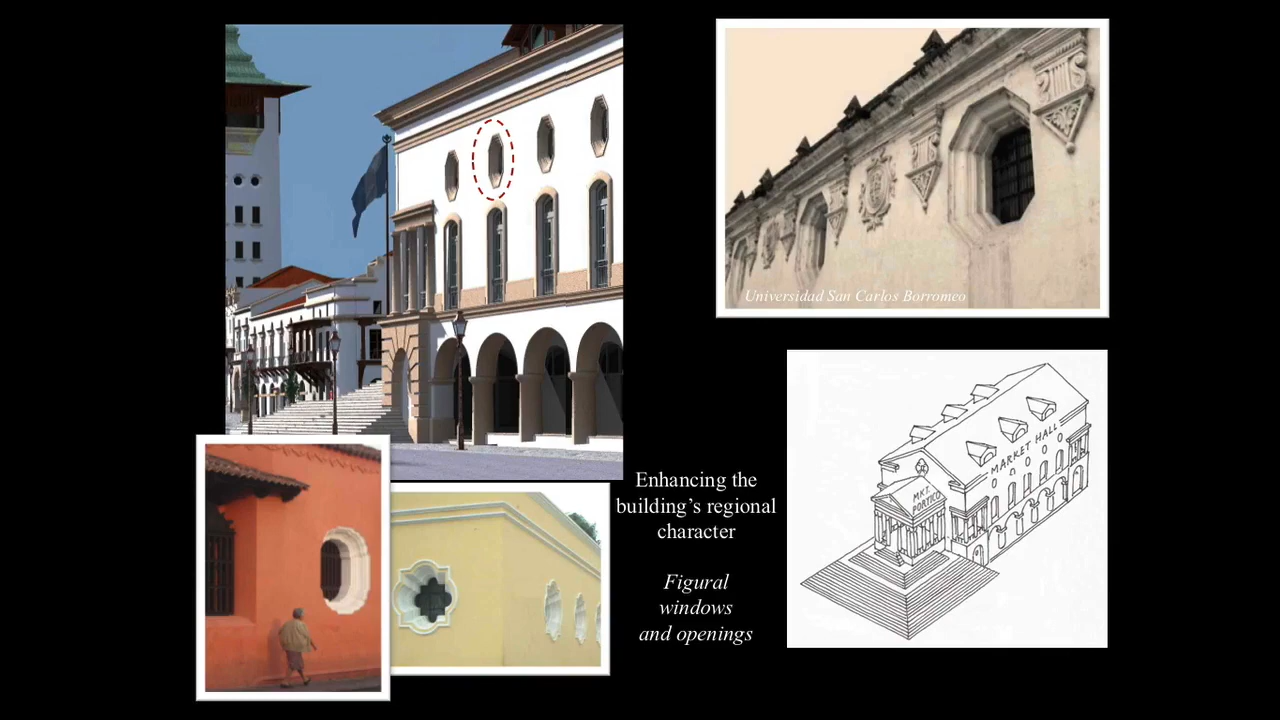 Universidad San Carlos Borromeo
MARKET HALL
MKT.
PORTICO
Enhancing the
building's regional
character
Figural
windows
and openings